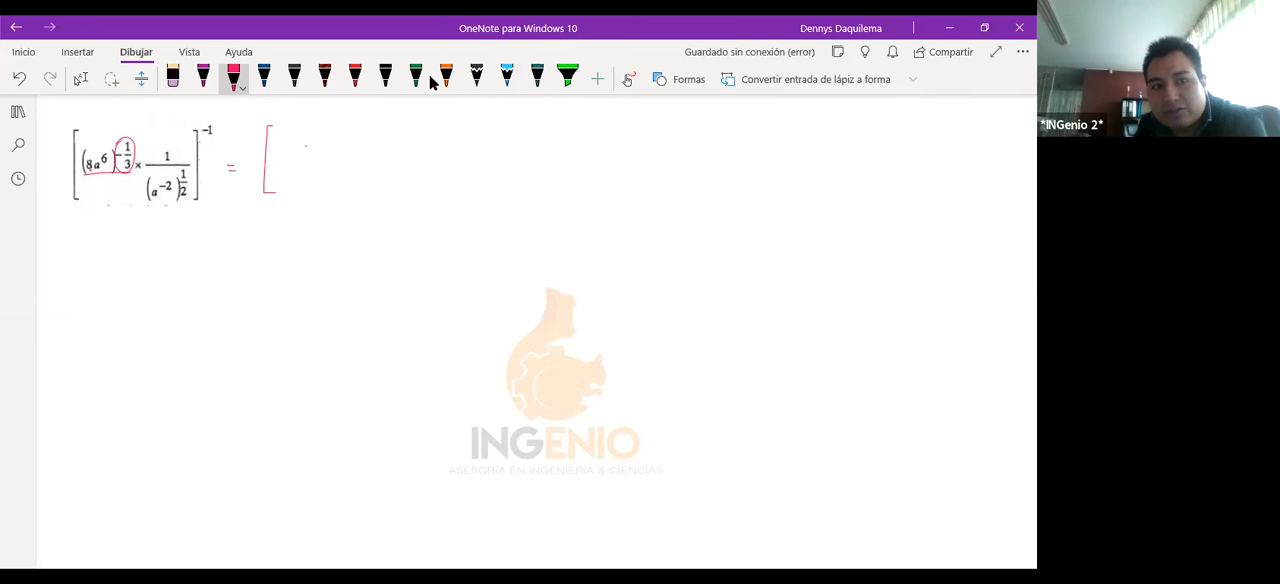 OneNote para Windows 10
Dennys Daquilema
Inicio Insertar Dibujar Vista Ayuda
Guardado sin conexión (error)
Compartir
Formas
Convertir entrada de lápiz a forma
*INGenio 2*
[(8a^6)^{-1/3} × 1/(a^{-2})^{1/2}]^{-1} = [
INGENIO
ASESORÍA EN INGENIERÍA & CIENCIAS